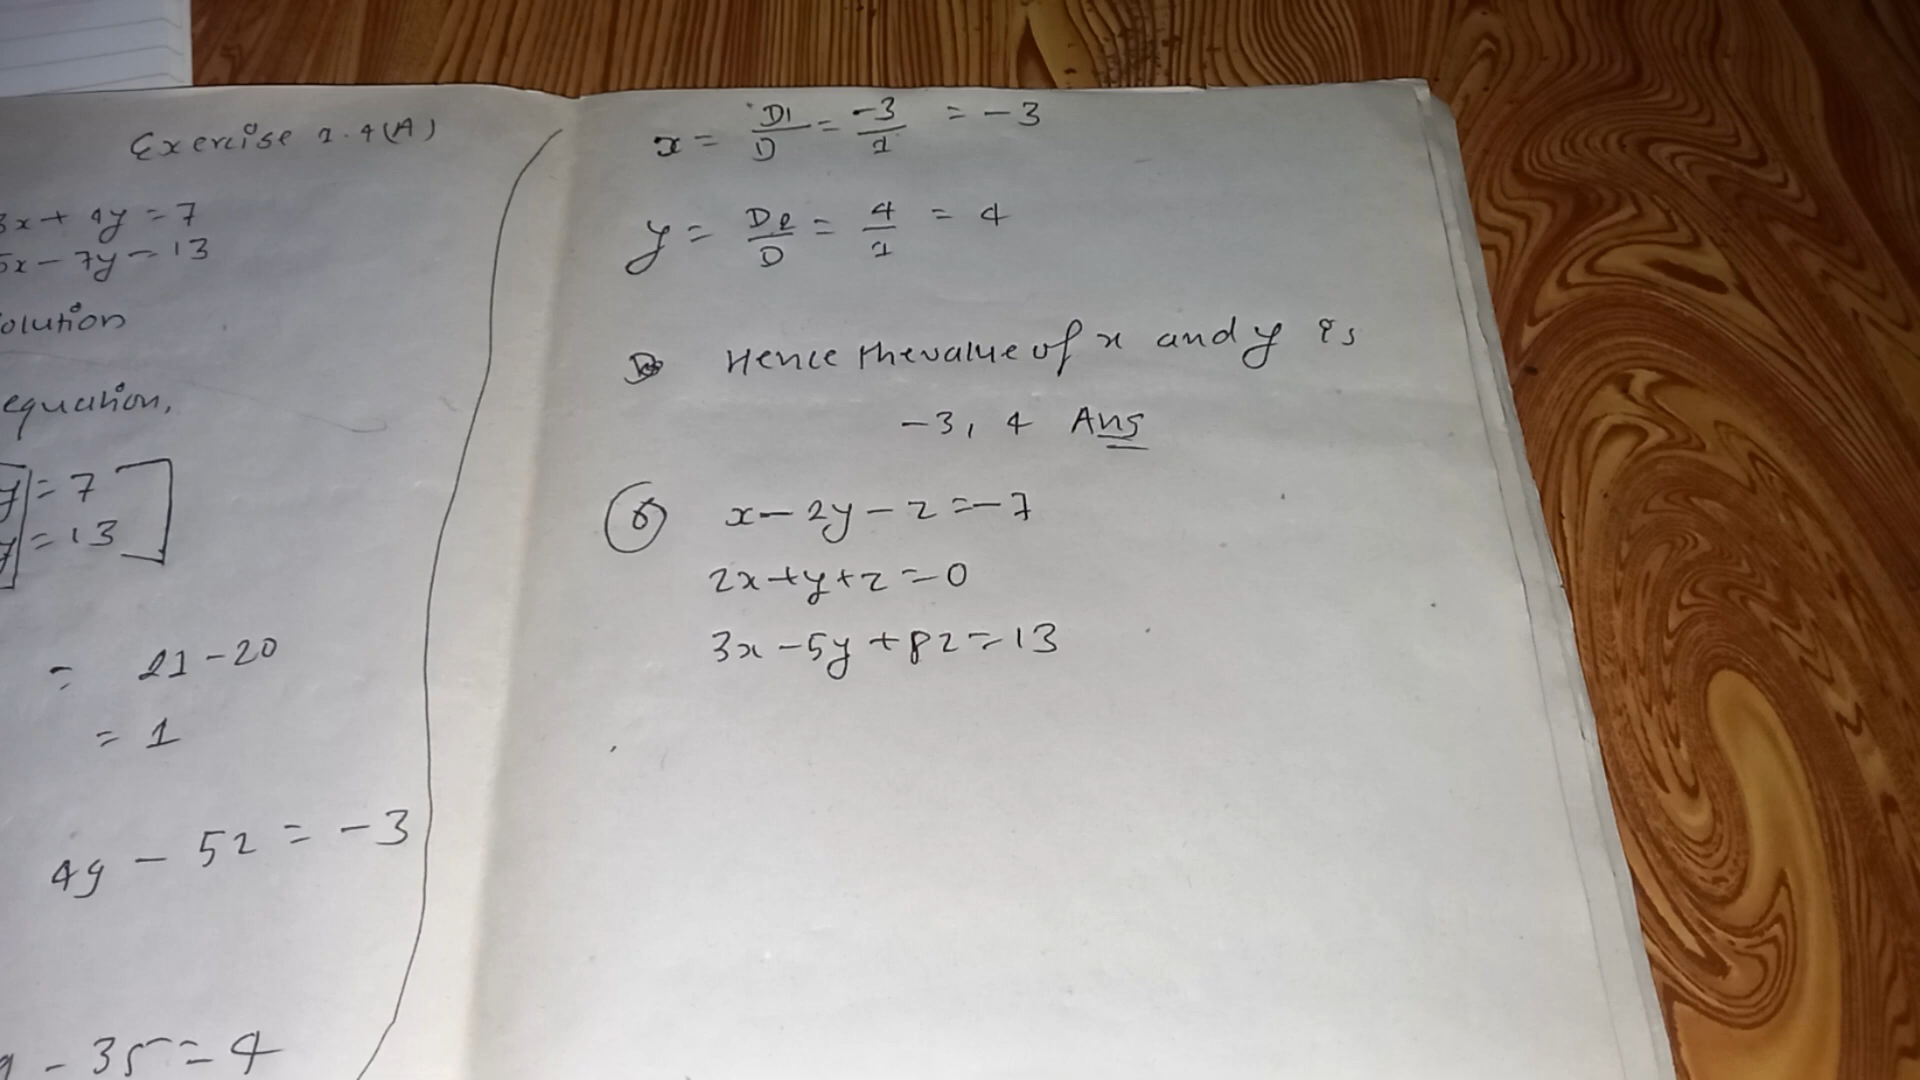 Exercise 1.4(A)
3x + 4y = 7
5x - 7y = 13
olution
equation,
y = 7
y = 13
= 21 - 20
= 1
49 - 52 = -3
- 35 = 4
x = D1/D = -3/1 = -3
y = D2/D = 4/1 = 4
Hence the value of x and y is
-3, 4 Ans
x - 2y - z = -7
2x + y + z = 0
3x - 5y + 8z = 13